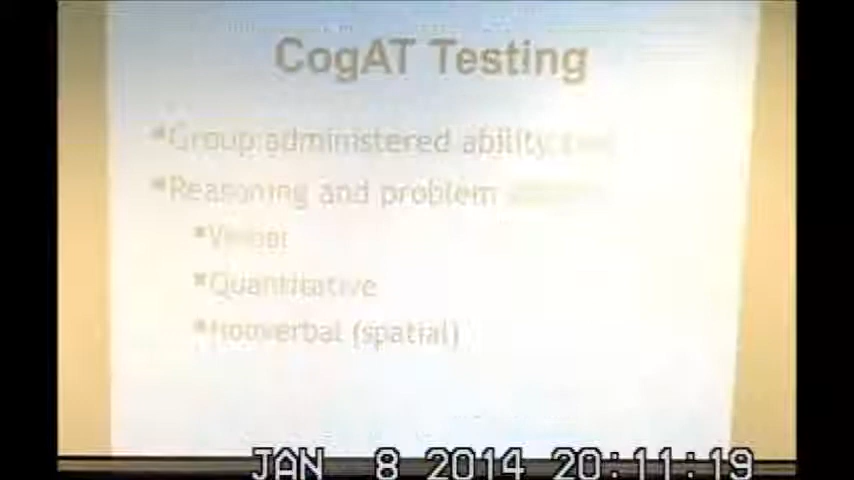 CogAT Testing
Group administered ability
Reasoning and problem
Verbal
Quantitative
Nonverbal (spatial)
JAN 8 2014 20:11:19